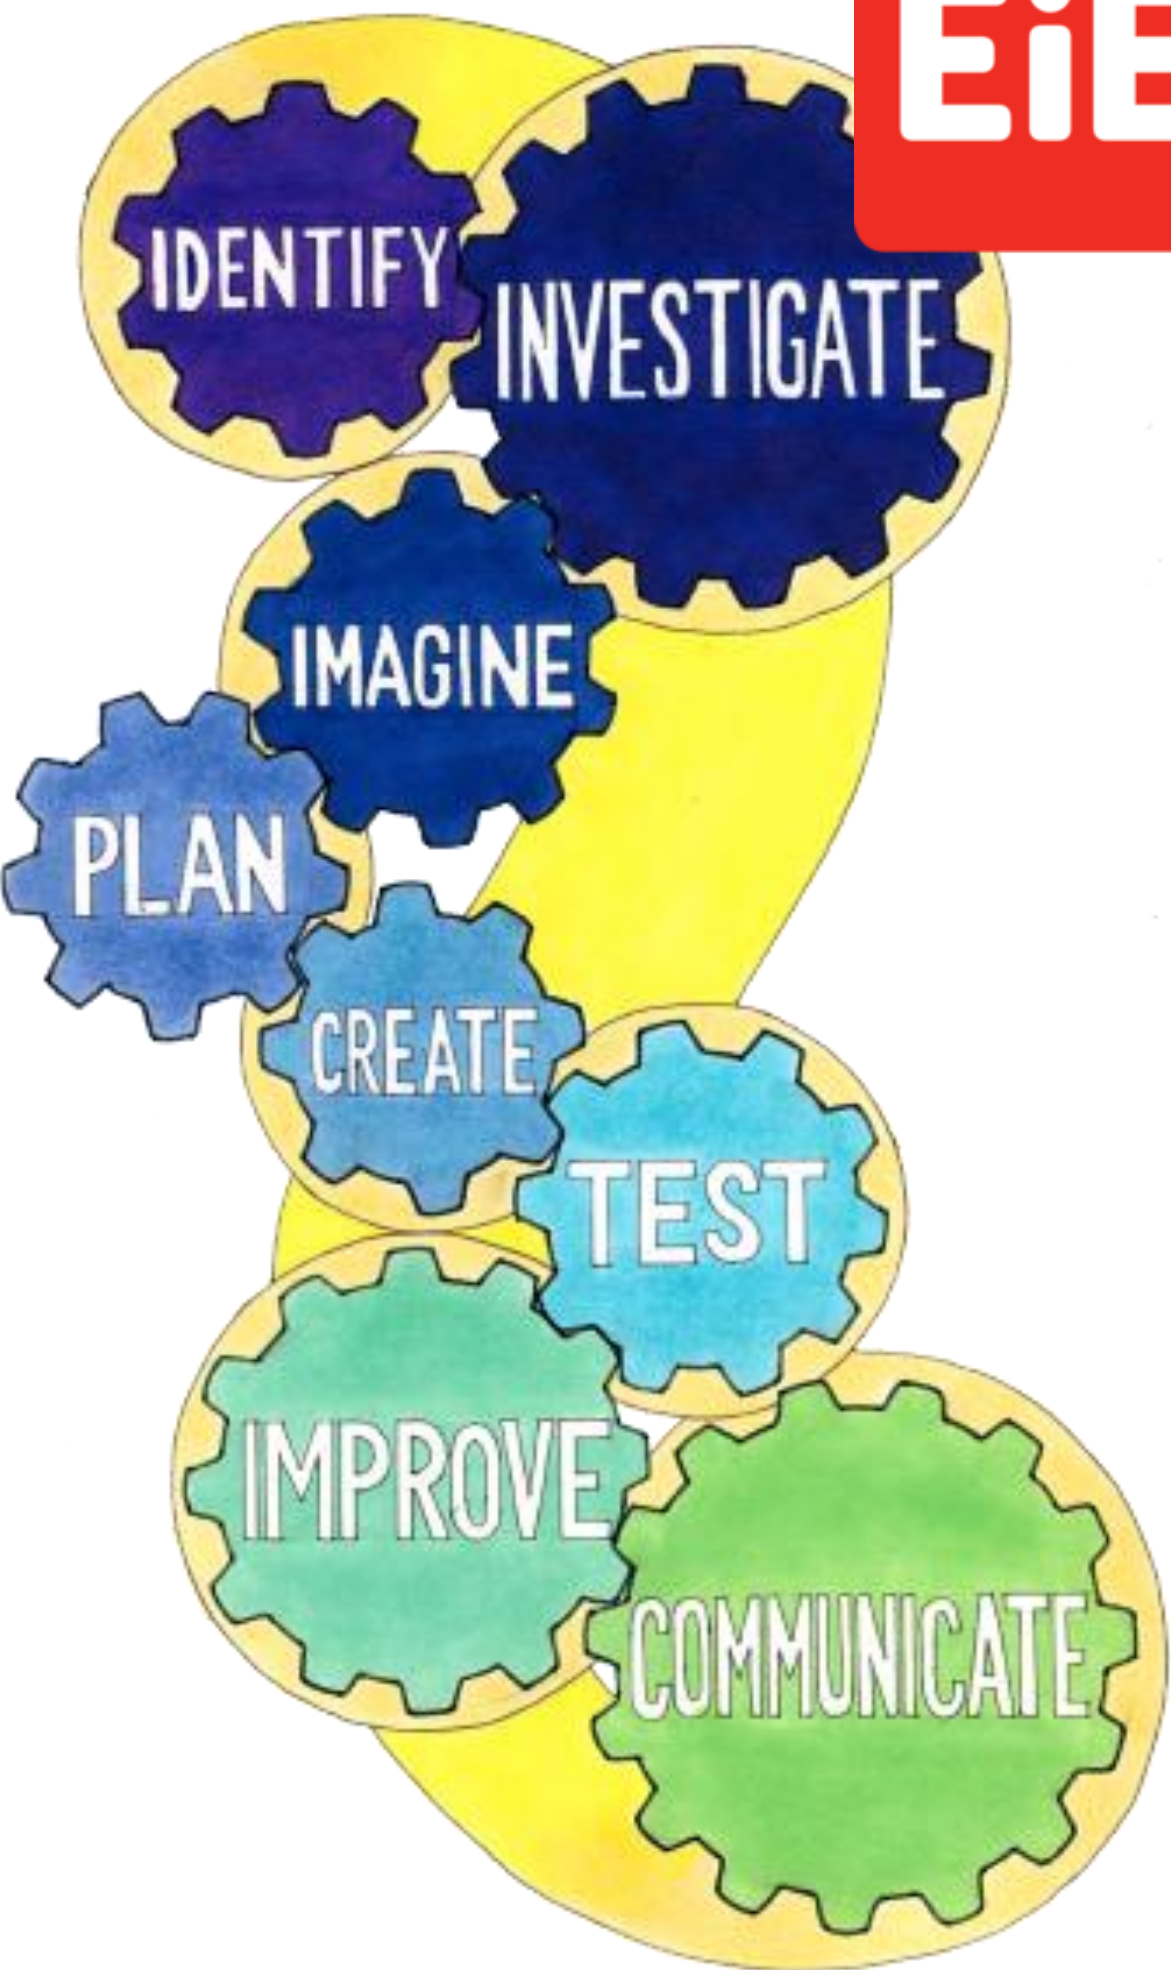 EiE
IDENTIFY
INVESTIGATE
IMAGINE
PLAN
CREATE
TEST
IMPROVE
COMMUNICATE